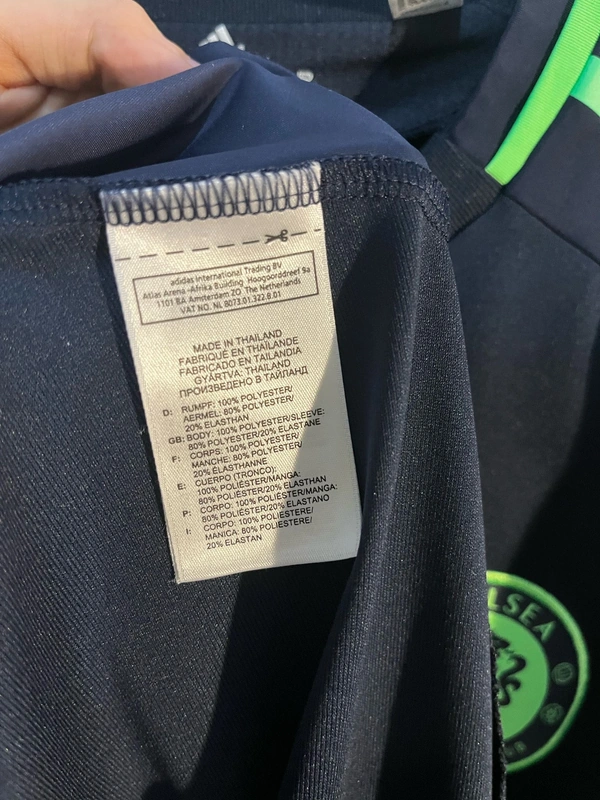 adidas International Trading BV
Atlas Arena -Afrika Building Hoogoorddreef 9a
1101 BA Amsterdam ZO The Netherlands
VAT NO. NL 8073.01.322.B.01
MADE IN THAILAND
FABRIQUÉ EN THAÏLANDE
FABRICADO EN TAILANDIA
GYÁRTVA: THAILAND
ПРОИЗВЕДЕНО В ТАЙЛАНД
D: RUMPF: 100% POLYESTER/
AERMEL: 80% POLYESTER/
20% ELASTHAN
GB: BODY: 100% POLYESTER/SLEEVE:
80% POLYESTER/20% ELASTANE
F: CORPS: 100% POLYESTER/
MANCHE: 80% POLYESTER/
20% ÉLASTHANNE
E: CUERPO (TRONCO):
100% POLIÉSTER/MANGA:
80% POLIÉSTER/20% ELASTHAN
P: CORPO: 100% POLIÉSTER/MANGA:
80% POLIÉSTER/20% ELASTANO
I: CORPO: 100% POLIESTERE/
MANICA: 80% POLIESTERE/
20% ELASTAN
LSEA